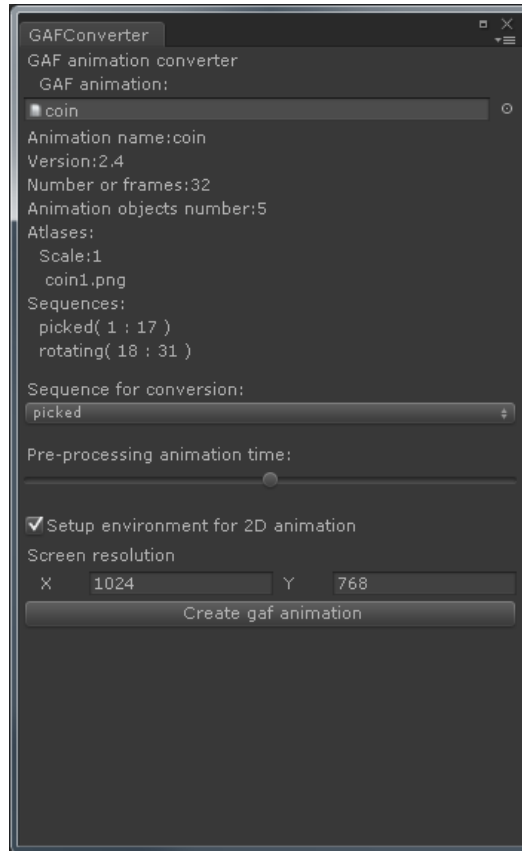 GAFConverter
GAF animation converter
GAF animation:
coin
Animation name:coin
Version:2.4
Number or frames:32
Animation objects number:5
Atlases:
Scale:1
coin1.png
Sequences:
picked( 1 : 17 )
rotating( 18 : 31 )
Sequence for conversion:
picked
Pre-processing animation time:
Setup environment for 2D animation
Screen resolution
X 1024 Y 768
Create gaf animation